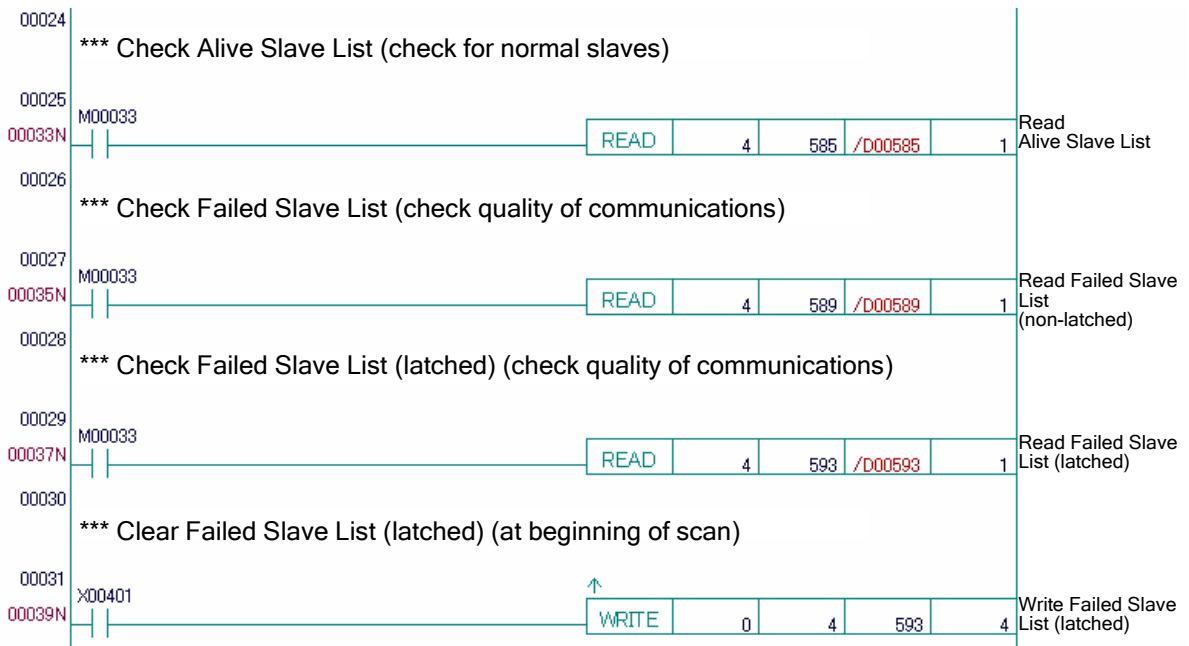 00024
*** Check Alive Slave List (check for normal slaves)
00025
M00033
00033N
READ 4 585 /D00585 1
Read
Alive Slave List
00026
*** Check Failed Slave List (check quality of communications)
00027
M00033
00035N
READ 4 589 /D00589 1
Read Failed Slave
List
(non-latched)
00028
*** Check Failed Slave List (latched) (check quality of communications)
00029
M00033
00037N
READ 4 593 /D00593 1
Read Failed Slave
List (latched)
00030
*** Clear Failed Slave List (latched) (at beginning of scan)
00031
X00401
00039N
WRITE 0 4 593 4
Write Failed Slave
List (latched)